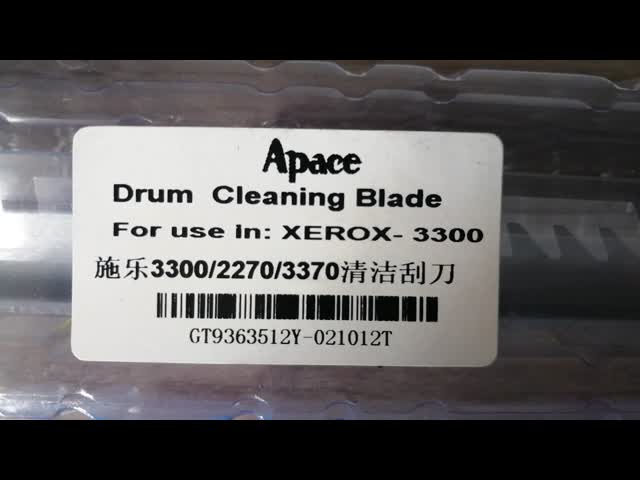 Apace
Drum Cleaning Blade
For use in: XEROX- 3300
施乐3300/2270/3370清洁刮刀
GT9363512Y-021012T